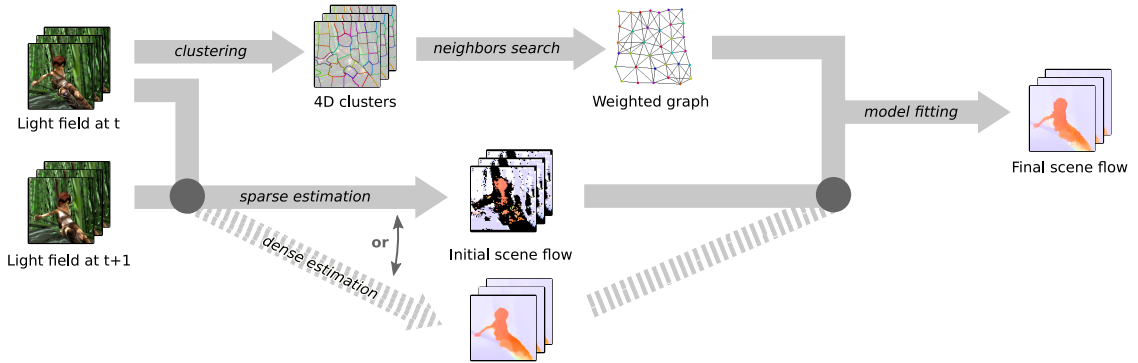 clustering
neighbors search
4D clusters
Weighted graph
Light field at t
model fitting
Final scene flow
sparse estimation
or
dense estimation
Initial scene flow
Light field at t+1